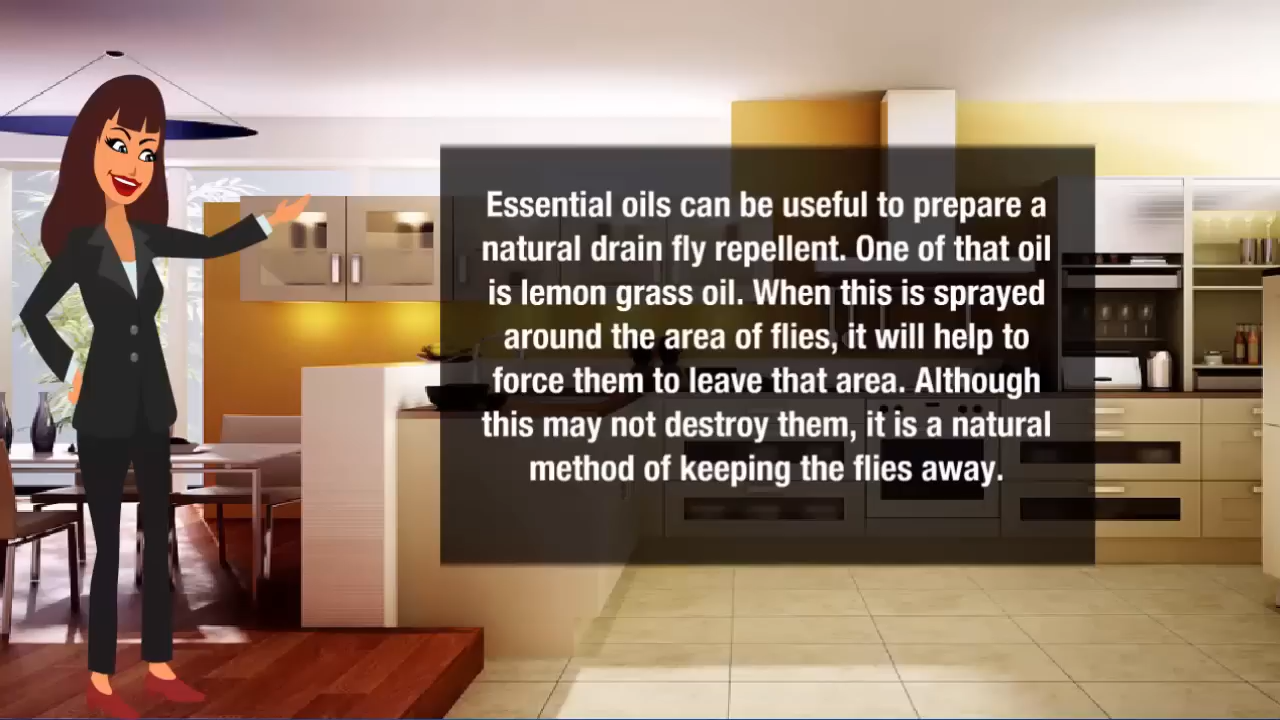 Essential oils can be useful to prepare a
natural drain fly repellent. One of that oil
is lemon grass oil. When this is sprayed
around the area of flies, it will help to
force them to leave that area. Although
this may not destroy them, it is a natural
method of keeping the flies away.